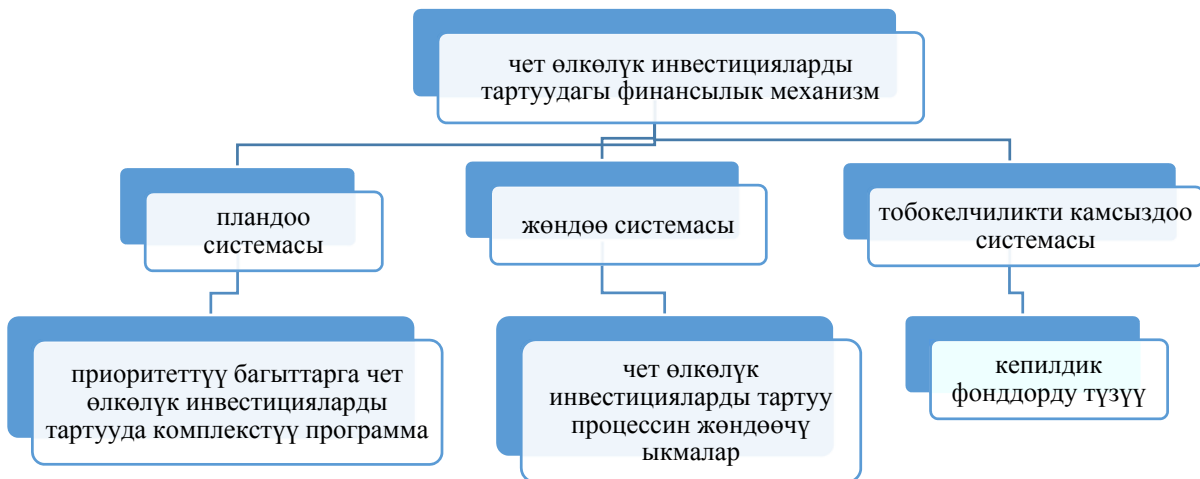 чет өлкөлүк инвестицияларды
тартуудагы финансылык механизм
пландоо
системасы
жөндөө системасы
тобокелчиликти камсыздоо
системасы
приоритеттүү багыттарга чет
өлкөлүк инвестицияларды
тартууда комплекстүү программа
чет өлкөлүк
инвестицияларды тартуу
процессин жөндөөчү
ыкмалар
кепилдик
фонддорду түзүү